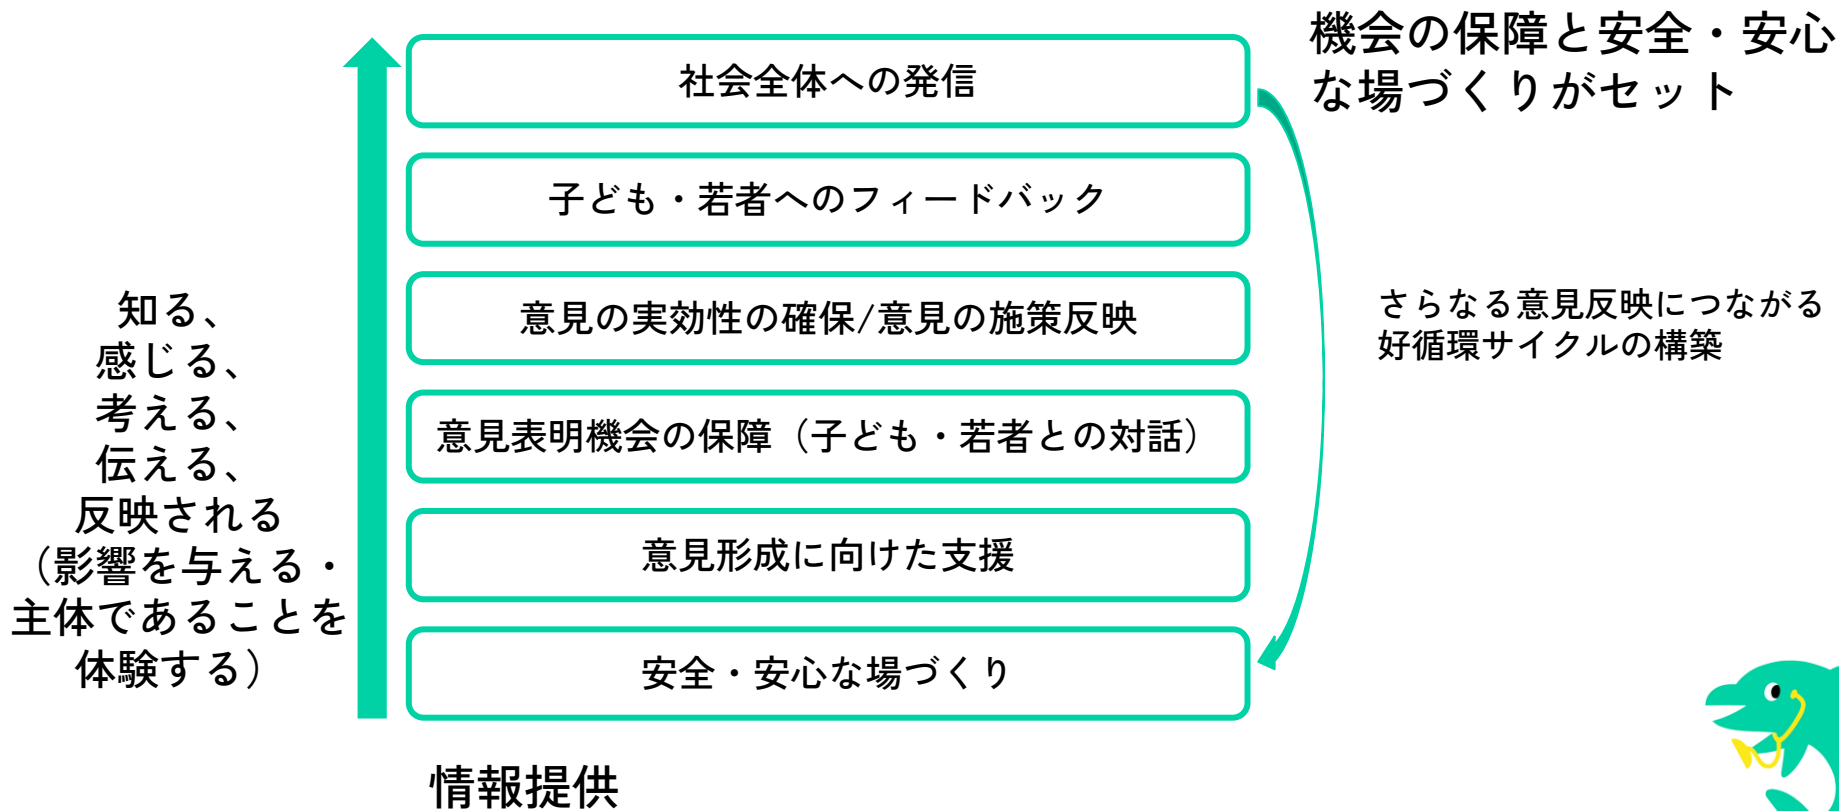 機会の保障と安全・安心
な場づくりがセット
社会全体への発信
子ども・若者へのフィードバック
意見の実効性の確保/意見の施策反映
意見表明機会の保障（子ども・若者との対話）
意見形成に向けた支援
安全・安心な場づくり
知る、
感じる、
考える、
伝える、
反映される
（影響を与える・
主体であることを
体験する）
さらなる意見反映につながる
好循環サイクルの構築
情報提供